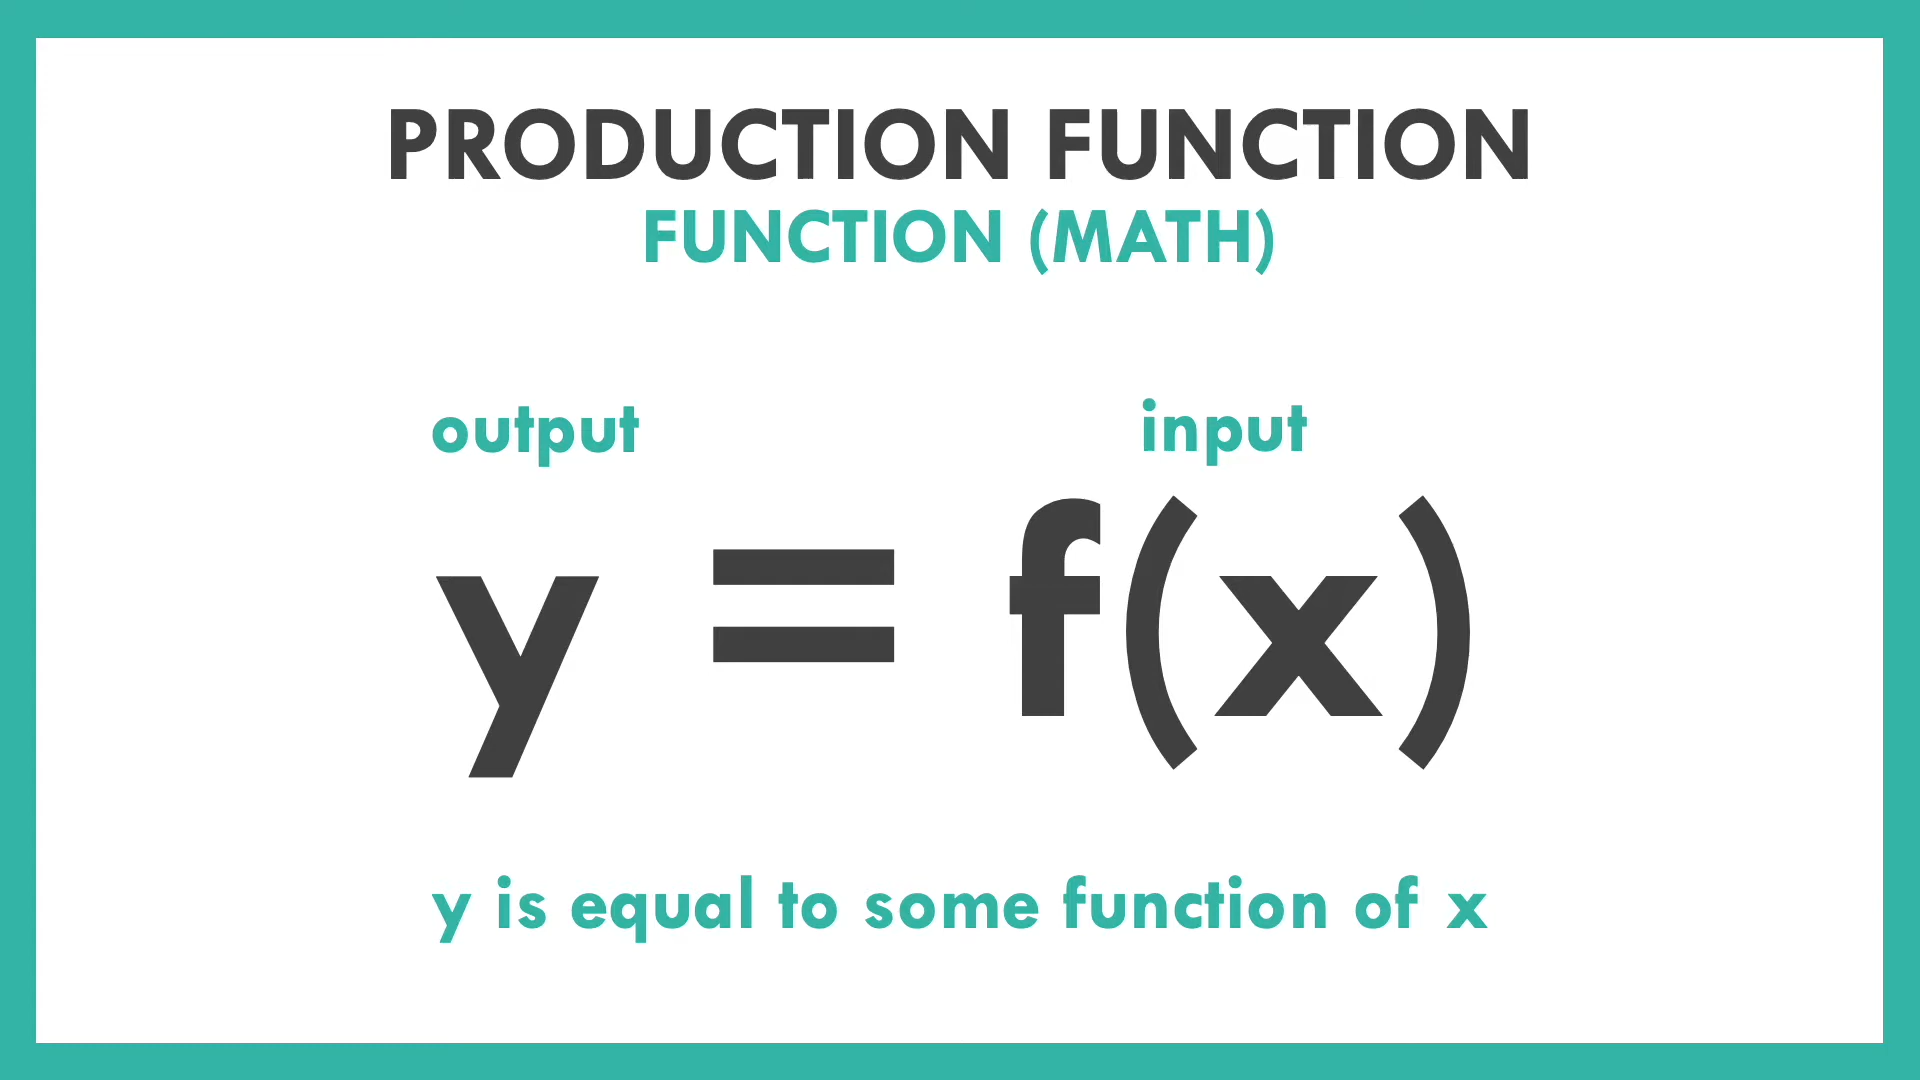 PRODUCTION FUNCTION
FUNCTION (MATH)
output input
y = f(x)
y is equal to some function of x